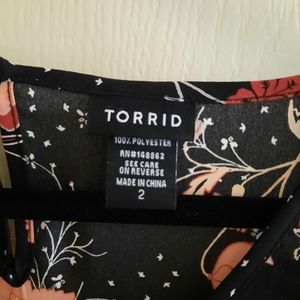 TORRID
100% POLYESTER
RN#148862
SEE CARE
ON REVERSE
MADE IN CHINA
2